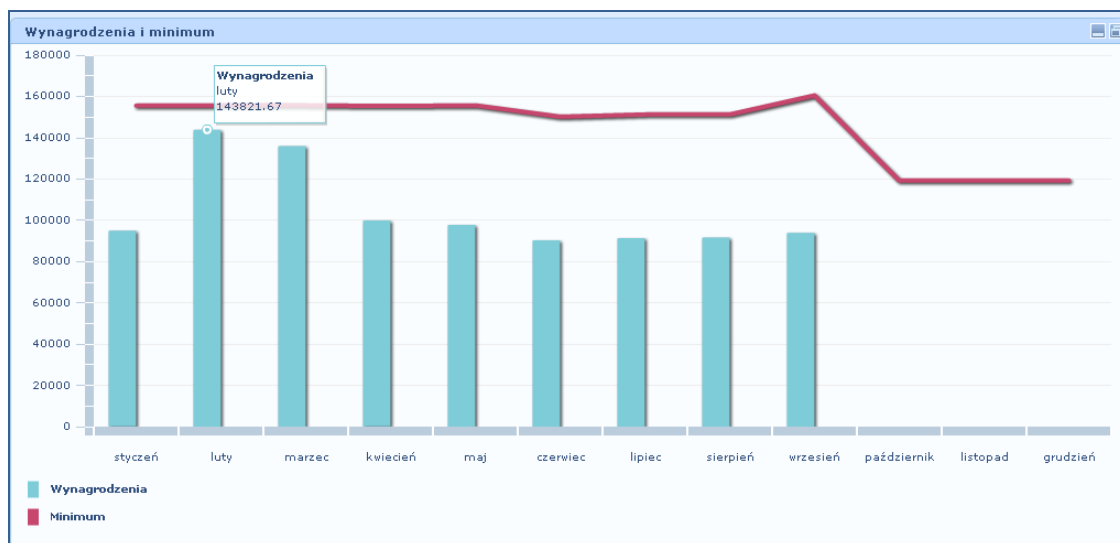 Wynagrodzenia i minimum
180000
160000
140000
120000
100000
80000
60000
40000
20000
0
Wynagrodzenia
luty
143821.67
styczeń luty marzec kwiecień maj czerwiec lipiec sierpień wrzesień październik listopad grudzień
Wynagrodzenia
Minimum